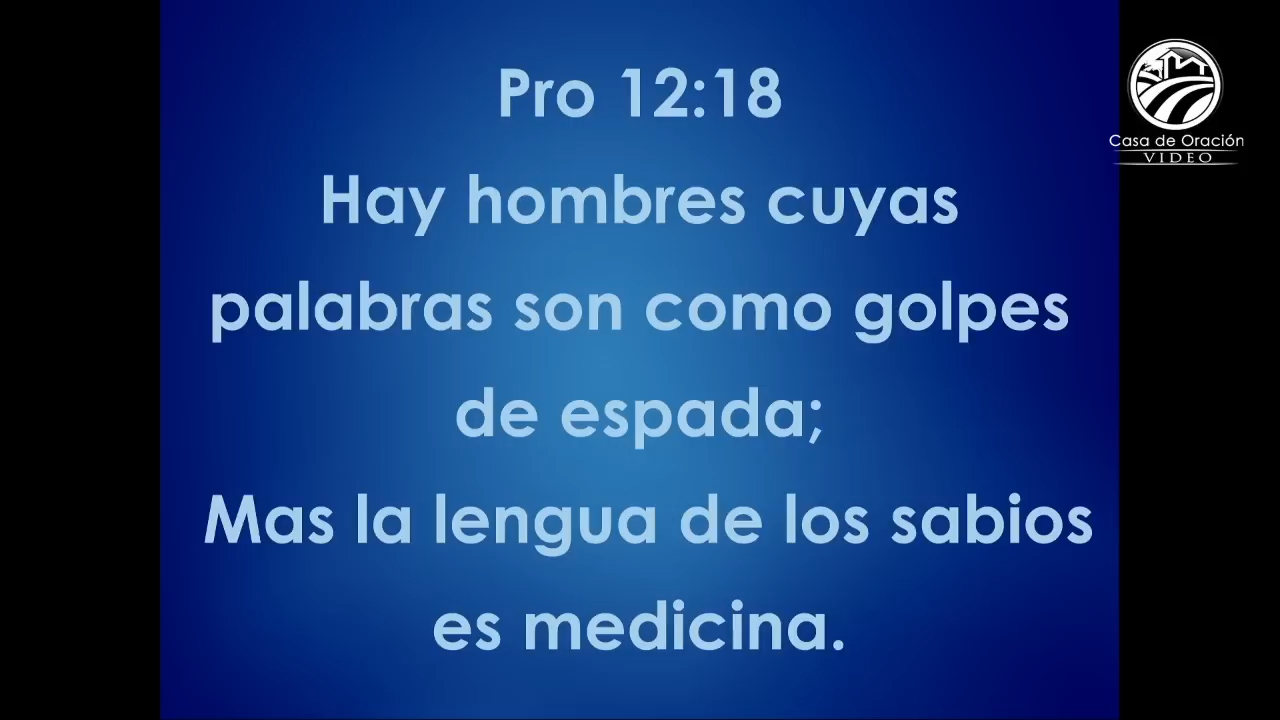 Pro 12:18
Hay hombres cuyas
palabras son como golpes
de espada;
Mas la lengua de los sabios
es medicina.
Casa de Oración
VIDEO